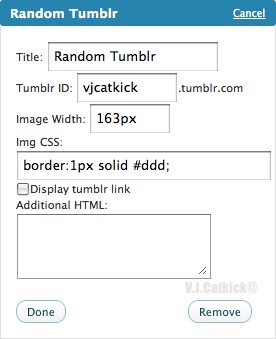 Random Tumblr Cancel
Title: Random Tumblr
Tumblr ID: vjcatkick .tumblr.com
Image Width: 163px
Img CSS:
border:1px solid #ddd;
Display tumblr link
Additional HTML:
V.J.Catkick@
Done Remove